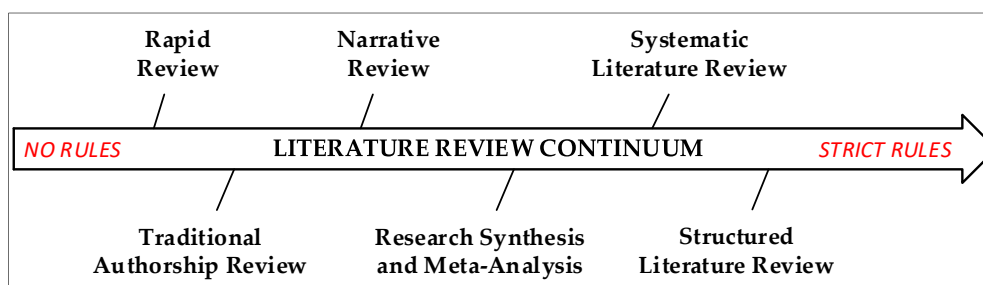 Rapid
Review
Narrative
Review
Systematic
Literature Review
NO RULES
LITERATURE REVIEW CONTINUUM
STRICT RULES
Traditional
Authorship Review
Research Synthesis
and Meta-Analysis
Structured
Literature Review